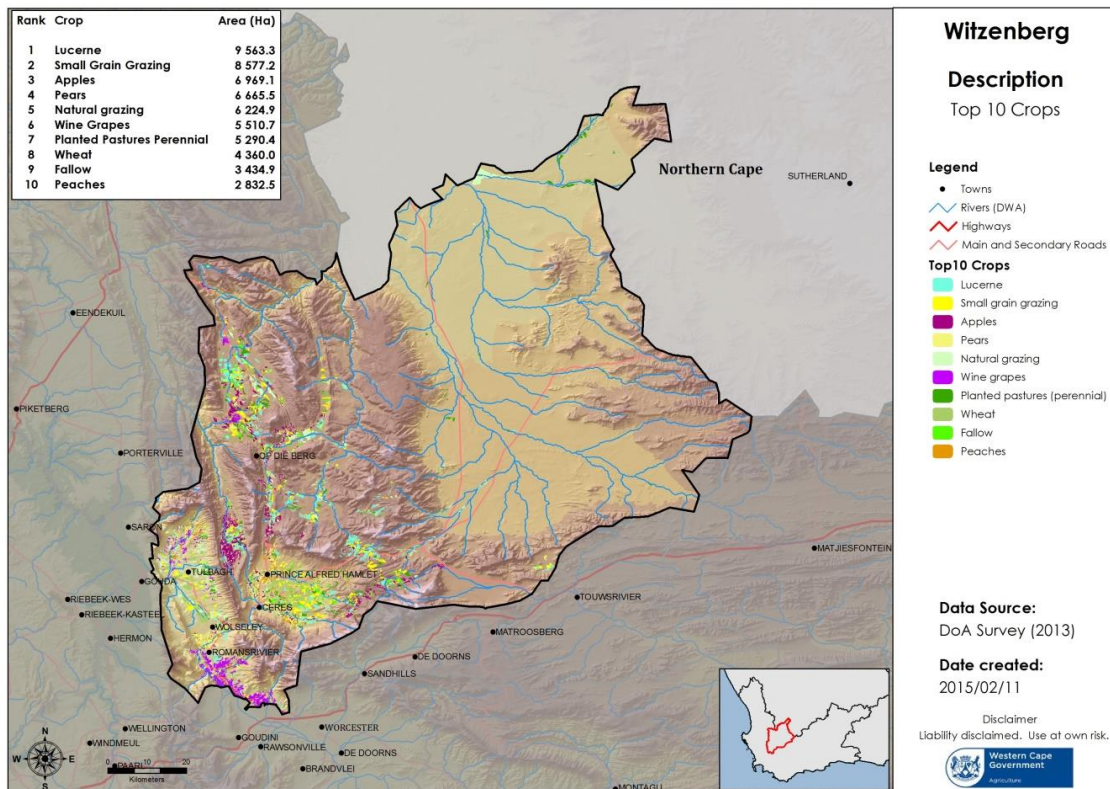 Rank Crop Area (Ha)
1 Lucerne 9 563.3
2 Small Grain Grazing 8 577.2
3 Apples 6 969.1
4 Pears 6 665.5
5 Natural grazing 6 224.9
6 Wine Grapes 5 510.7
7 Planted Pastures Perennial 5 290.4
8 Wheat 4 360.0
9 Fallow 3 434.9
10 Peaches 2 832.5
Northern Cape
SUTHERLAND
EENDEKUIL
PIKETBERG
PORTERVILLE
OP DIE BERG
SARON
MATJIESFONTEIN
TULBAGH
PRINCE ALFRED HAMLET
GOUDA
RIEBEEK-WES
TOUWSRIVIER
CERES
RIEBEEK-KASTEEL
WOLSELEY
HERMON
MATROOSBERG
ROMANSRIVIER
DE DOORNS
SANDHILLS
WELLINGTON
WORCESTER
GOUDINI
WINDMEUL
RAWSONVILLE
DE DOORNS
PAARL
BRANDVLEI
MONTAGU
N
W E
S
10 0 20
Kilometers
Witzenberg
Description
Top 10 Crops
Legend
Towns
Rivers (DWA)
Highways
Main and Secondary Roads
Top10 Crops
Lucerne
Small grain grazing
Apples
Pears
Natural grazing
Wine grapes
Planted pastures (perennial)
Wheat
Fallow
Peaches
Data Source:
DoA Survey (2013)
Date created:
2015/02/11
Disclaimer
Liability disclaimed. Use at own risk.
Western Cape
Government
Agriculture